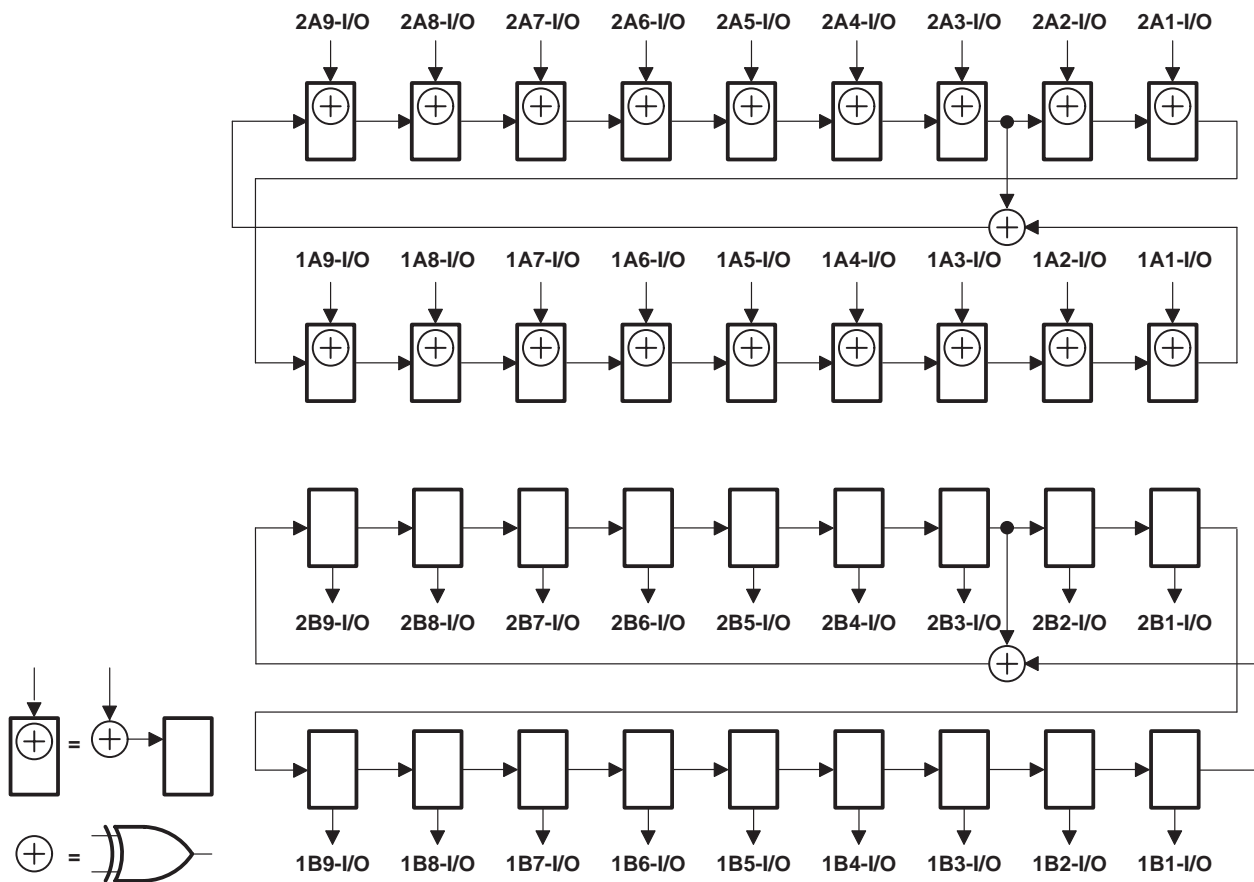 2A9-I/O 2A8-I/O 2A7-I/O 2A6-I/O 2A5-I/O 2A4-I/O 2A3-I/O 2A2-I/O 2A1-I/O
1A9-I/O 1A8-I/O 1A7-I/O 1A6-I/O 1A5-I/O 1A4-I/O 1A3-I/O 1A2-I/O 1A1-I/O
2B9-I/O 2B8-I/O 2B7-I/O 2B6-I/O 2B5-I/O 2B4-I/O 2B3-I/O 2B2-I/O 2B1-I/O
=
=
1B9-I/O 1B8-I/O 1B7-I/O 1B6-I/O 1B5-I/O 1B4-I/O 1B3-I/O 1B2-I/O 1B1-I/O